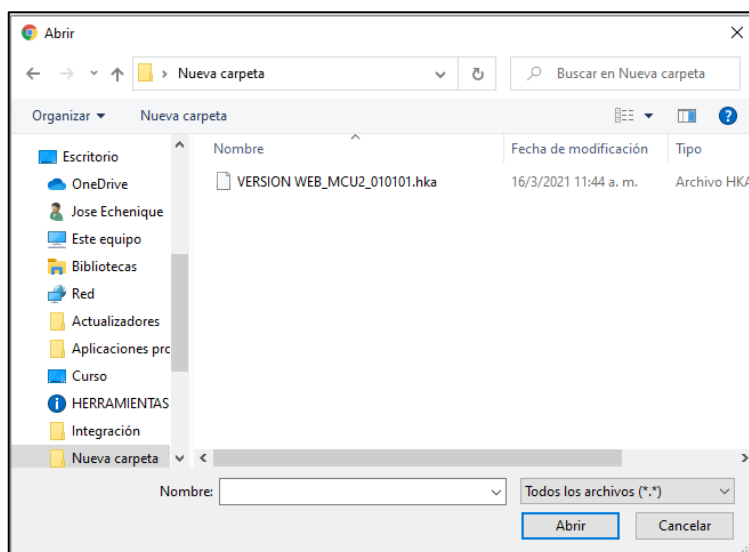 Abrir
Nueva carpeta
Buscar en Nueva carpeta
Organizar
Nueva carpeta
Nombre
Fecha de modificación
Tipo
VERSION WEB_MCU2_010101.hka
16/3/2021 11:44 a. m.
Archivo HKA
Escritorio
OneDrive
Jose Echenique
Este equipo
Bibliotecas
Red
Actualizadores
Aplicaciones pro
Curso
HERRAMIENTAS
Integración
Nueva carpeta
Nombre:
Todos los archivos (*.*)
Abrir
Cancelar